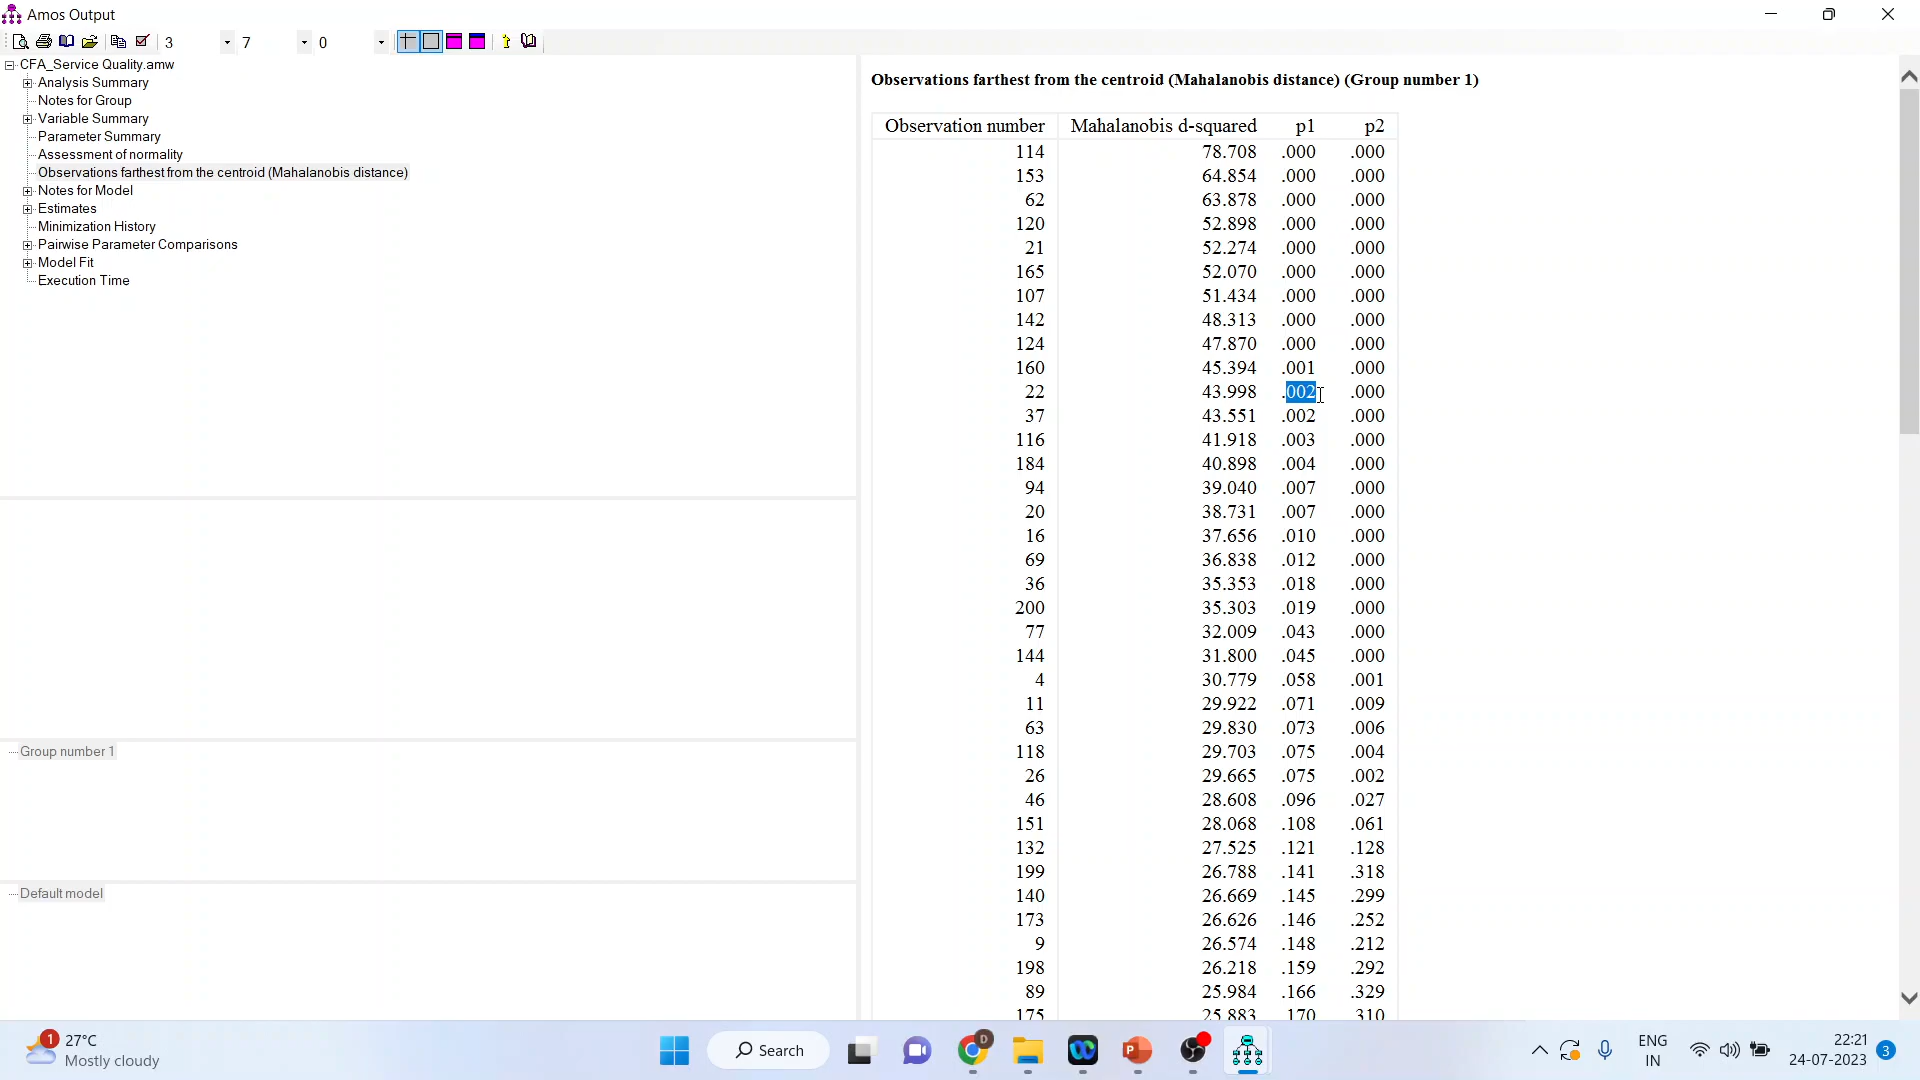 Amos Output
3 7 0
CFA_Service Quality.amw
Analysis Summary
Notes for Group
Variable Summary
Parameter Summary
Assessment of normality
Observations farthest from the centroid (Mahalanobis distance)
Notes for Model
Estimates
Minimization History
Pairwise Parameter Comparisons
Model Fit
Execution Time
Group number 1
Default model
Observations farthest from the centroid (Mahalanobis distance) (Group number 1)
Observation number Mahalanobis d-squared p1 p2
114 78.708 .000 .000
153 64.854 .000 .000
62 63.878 .000 .000
120 52.898 .000 .000
21 52.274 .000 .000
165 52.070 .000 .000
107 51.434 .000 .000
142 48.313 .000 .000
124 47.870 .000 .000
160 45.394 .001 .000
22 43.998 .002 .000
37 43.551 .002 .000
116 41.918 .003 .000
184 40.898 .004 .000
94 39.040 .007 .000
20 38.731 .007 .000
16 37.656 .010 .000
69 36.838 .012 .000
36 35.353 .018 .000
200 35.303 .019 .000
77 32.009 .043 .000
144 31.800 .045 .000
4 30.779 .058 .001
11 29.922 .071 .009
63 29.830 .073 .006
118 29.703 .075 .004
26 29.665 .075 .002
46 28.608 .096 .027
151 28.068 .108 .061
132 27.525 .121 .128
199 26.788 .141 .318
140 26.669 .145 .299
173 26.626 .146 .252
9 26.574 .148 .212
198 26.218 .159 .292
89 25.984 .166 .329
175 25.883 .170 .310
1
27°C
Mostly cloudy
Search
D
P
ENG
IN
22:21
24-07-2023
3